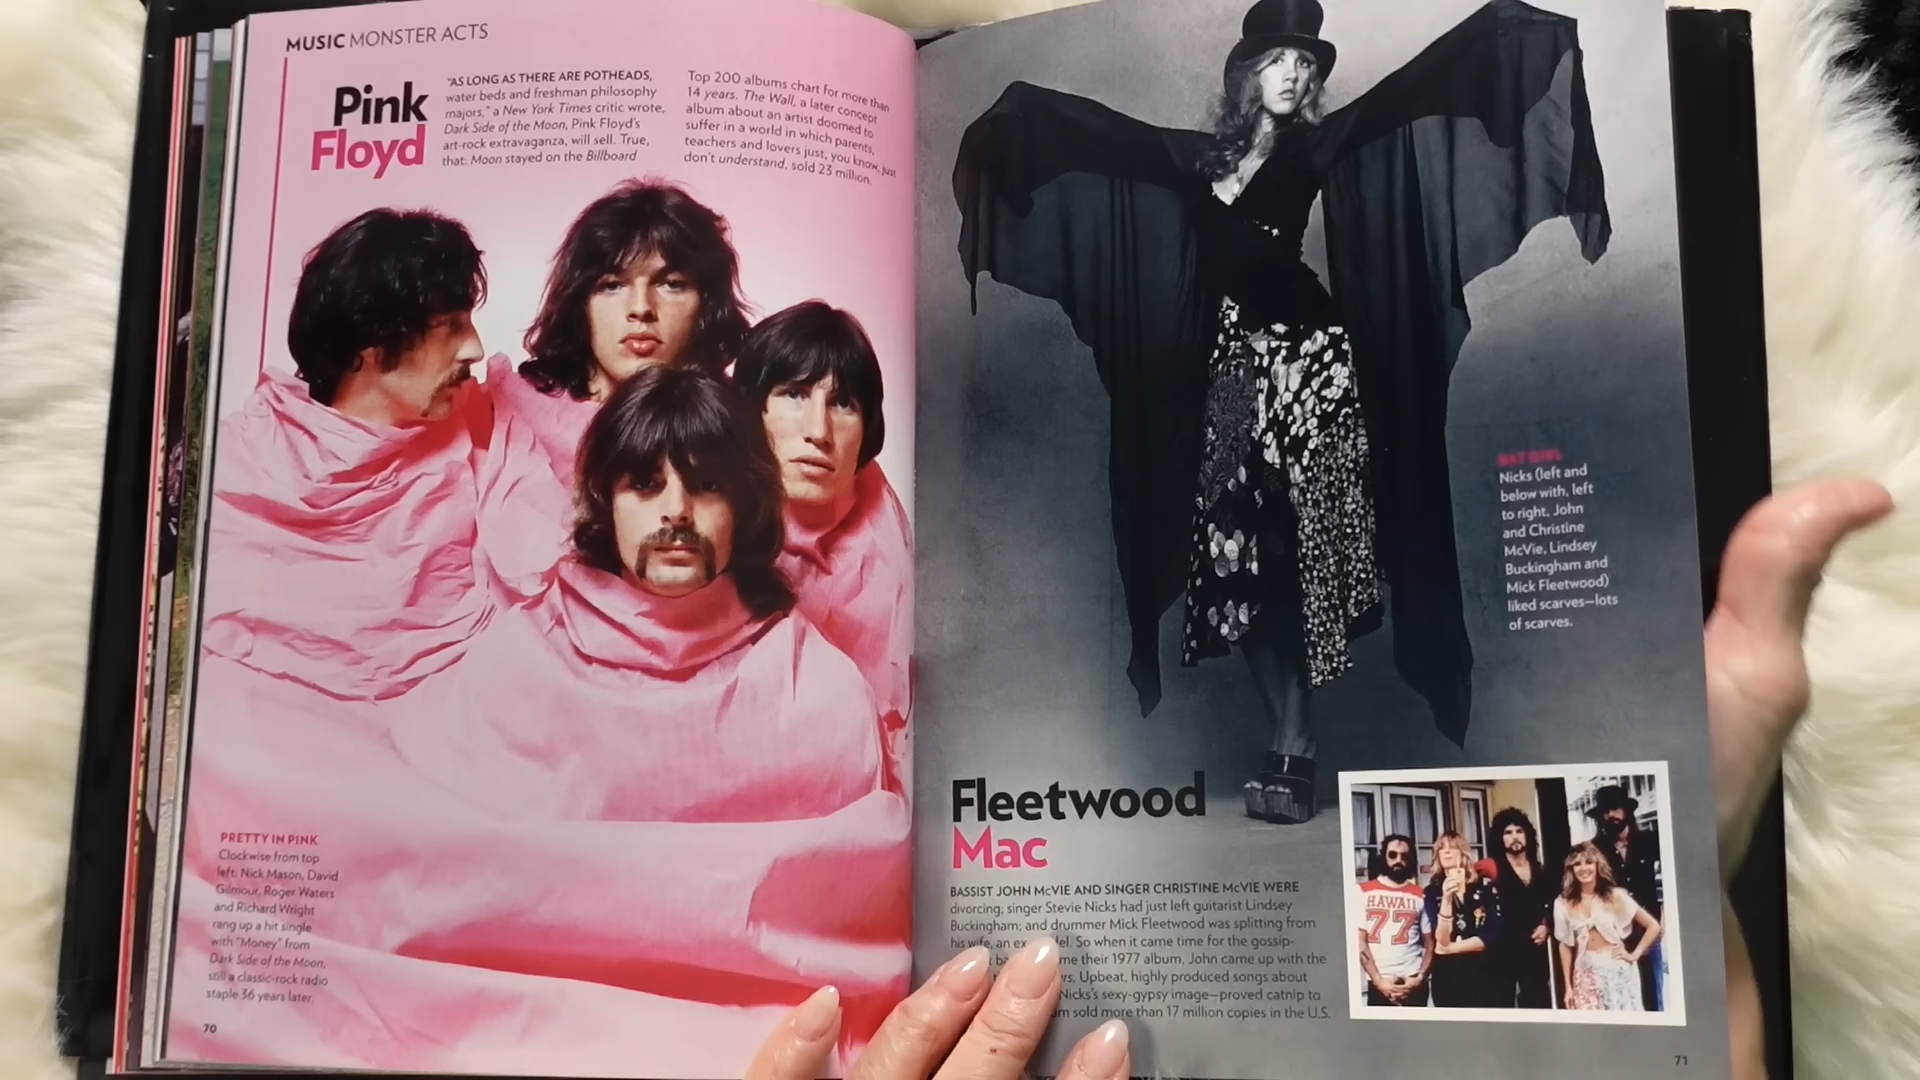 MUSIC MONSTER ACTS
Pink
Floyd
"AS LONG AS THERE ARE POTHEADS,
water beds and freshman philosophy
majors," a New York Times critic wrote,
Dark Side of the Moon, Pink Floyd's
art-rock extravaganza, will sell. True,
that: Moon stayed on the Billboard
Top 200 albums chart for more than
14 years. The Wall, a later concept
album about an artist doomed to
suffer in a world in which parents,
teachers and lovers just, you know, just
don't understand, sold 23 million.
PRETTY IN PINK
Clockwise from top
left: Nick Mason, David
Gilmour, Roger Waters
and Richard Wright
rang up a hit single
with "Money" from
Dark Side of the Moon,
still a classic-rock radio
staple 36 years later.
70
BAT GIRL
Nicks (left and
below with, left
to right, John
and Christine
McVie, Lindsey
Buckingham and
Mick Fleetwood)
liked scarves—lots
of scarves.
Fleetwood
Mac
BASSIST JOHN McVIE AND SINGER CHRISTINE McVIE WERE
divorcing; singer Stevie Nicks had just left guitarist Lindsey
Buckingham; and drummer Mick Fleetwood was splitting from
his wife, an So when it came time for the gossip-
their 1977 album, John came up with the
Upbeat, highly produced songs about
Nicks's sexy-gypsy image—proved catnip to
sold more than 17 million copies in the U.S.
HAWAII
77
71